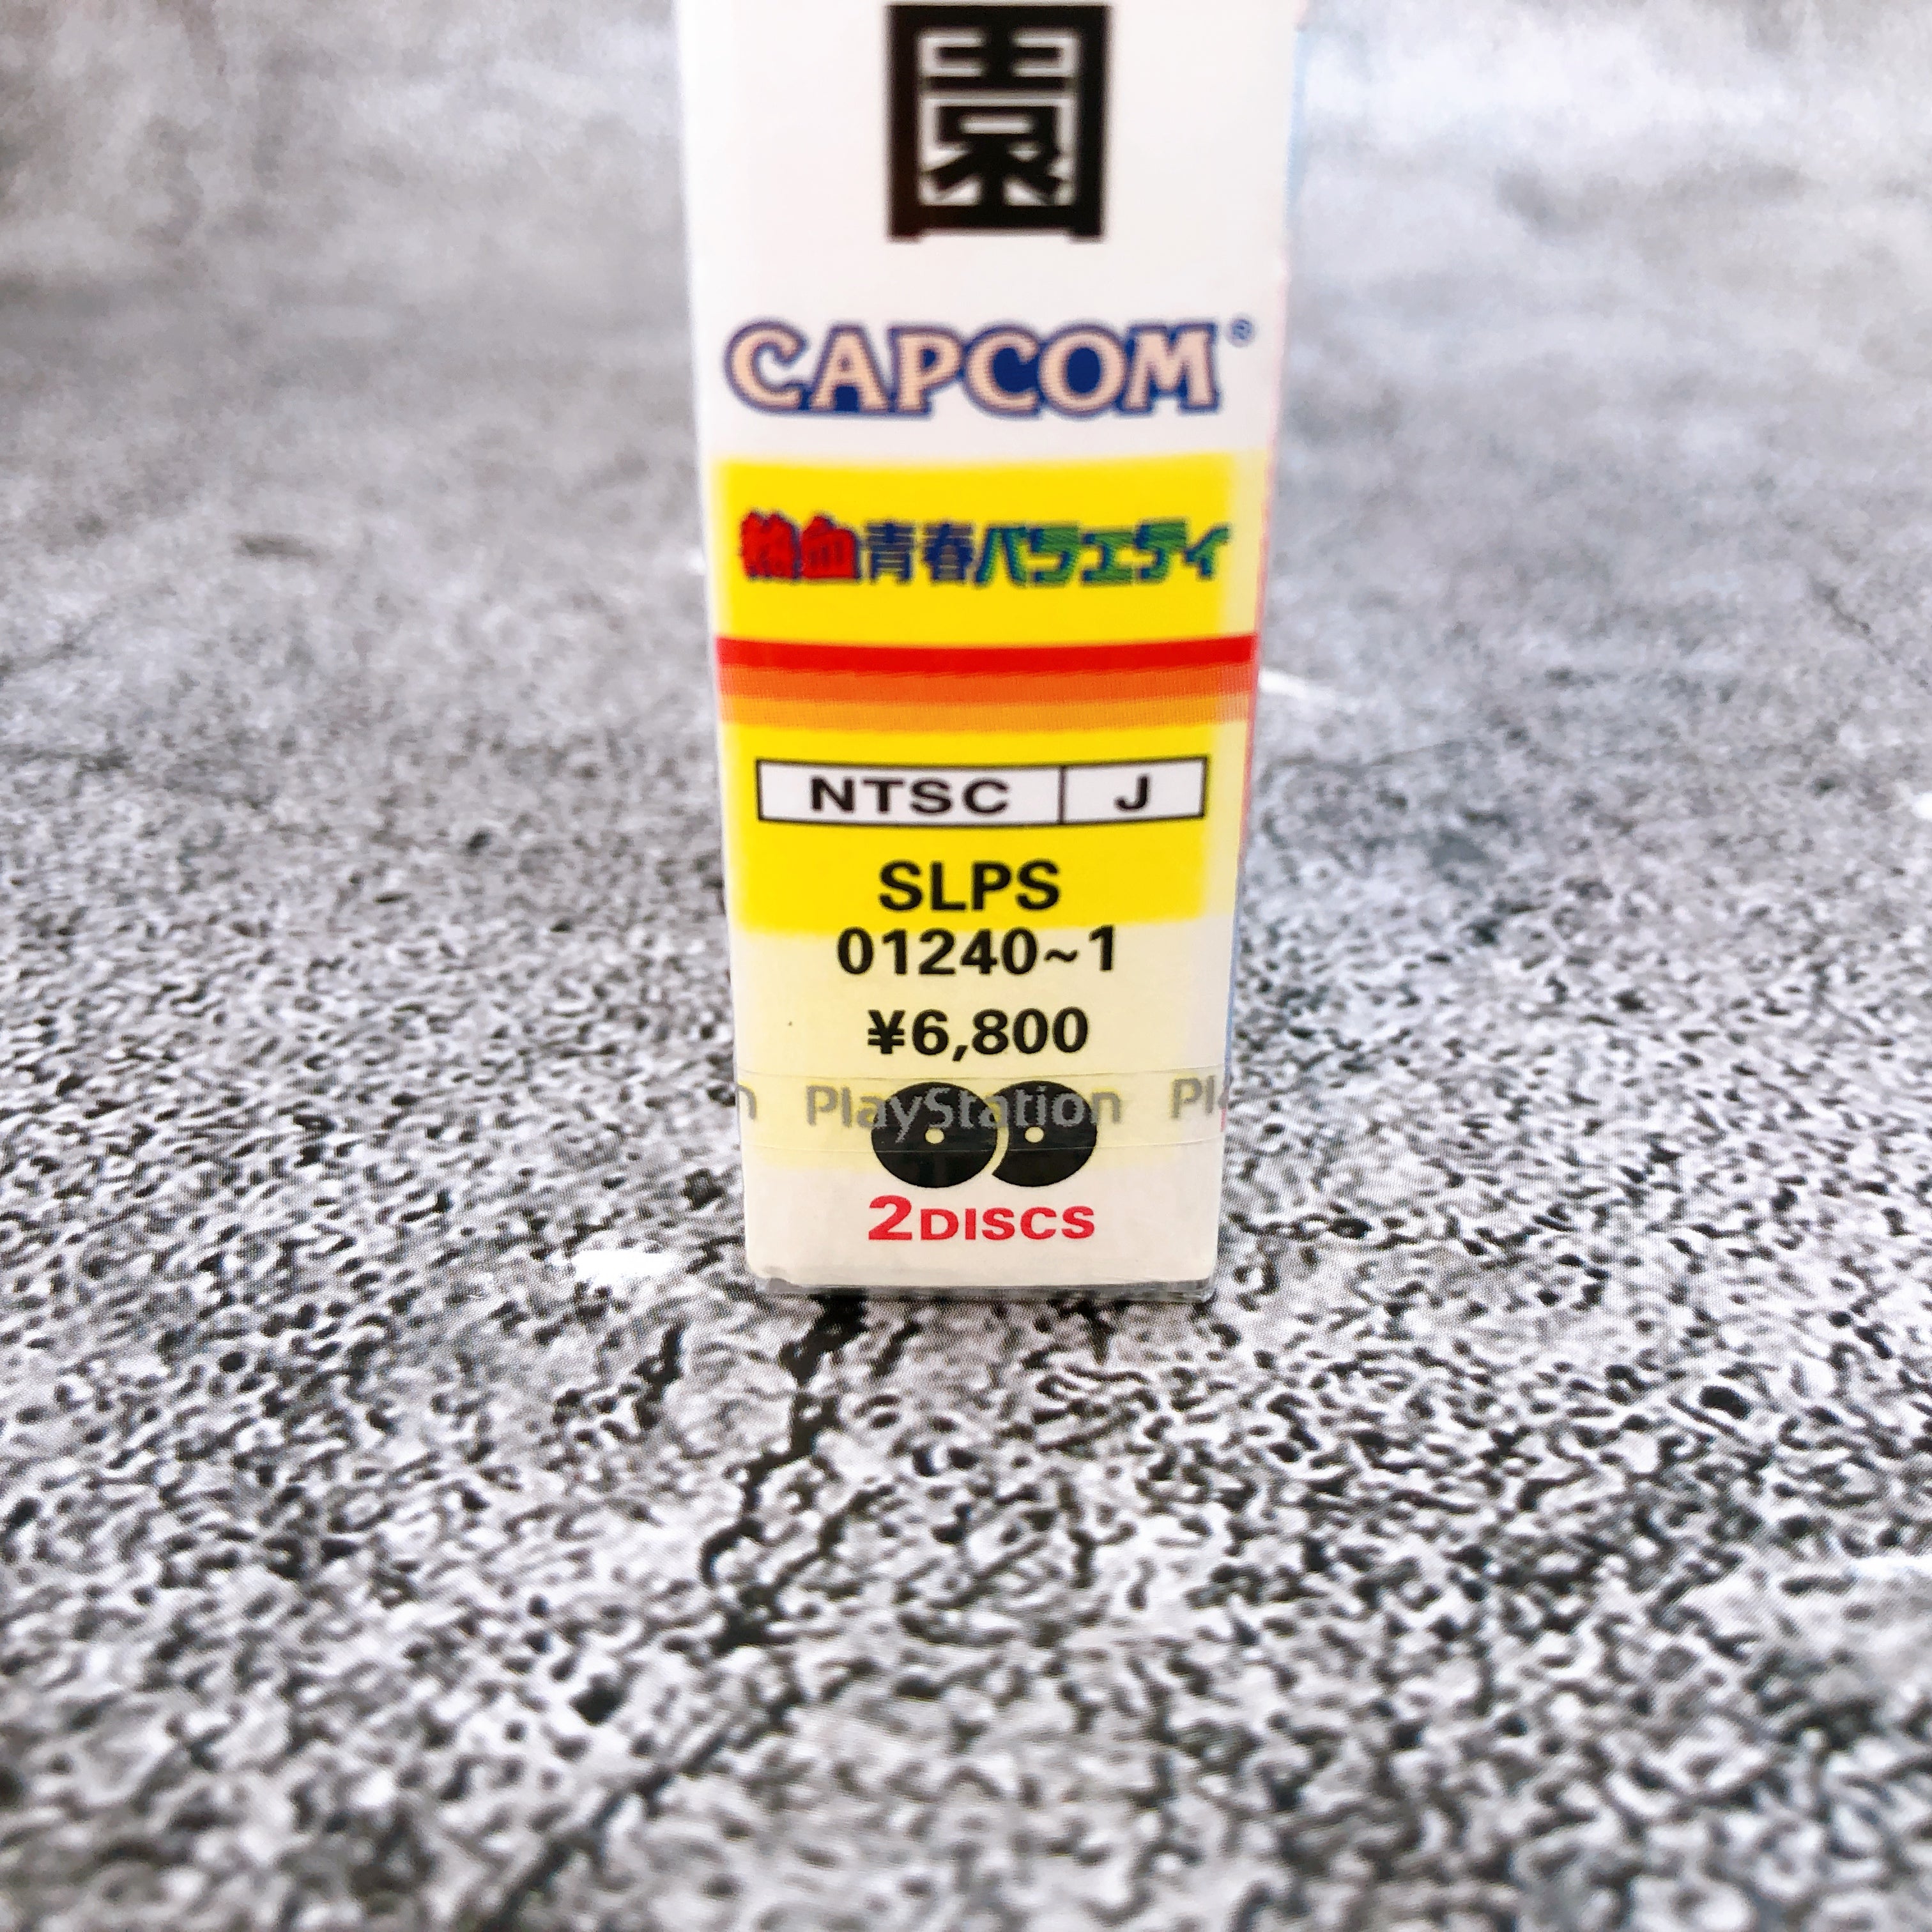 園
CAPCOM®
熱血青春バラエティ
NTSC J
SLPS
01240~1
¥6,800
n PlayStation Pla
2DISCS